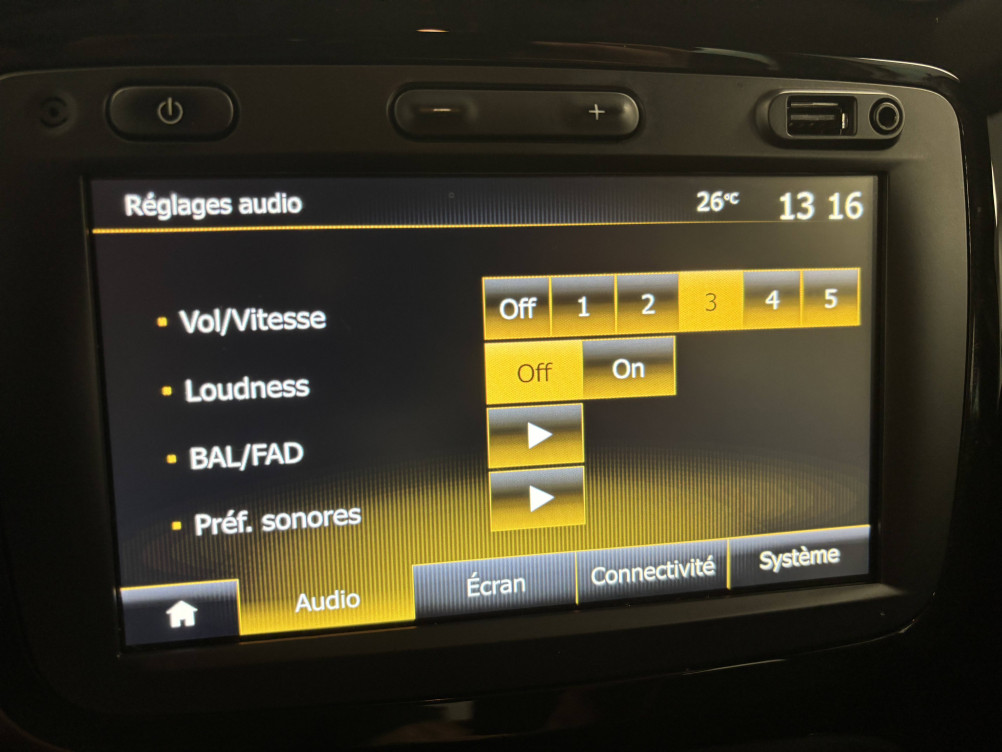 Réglages audio 26°C 13 16
Vol/Vitesse Off 1 2 3 4 5
Loudness Off On
BAL/FAD
Préf. sonores
Audio Écran Connectivité Système